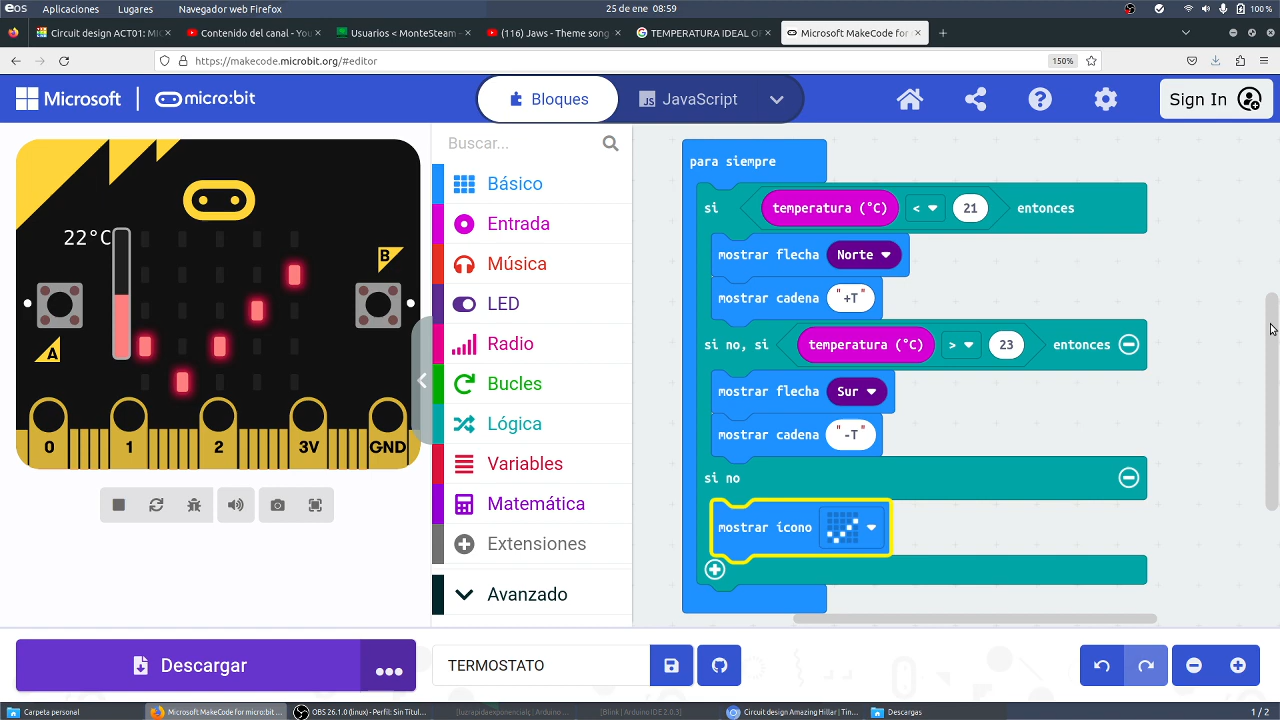 eos Aplicaciones Lugares Navegador web Firefox 25 de ene 08:59 100 %
Circuit design ACT01: MI Contenido del canal - You Usuarios < MonteSteam - (116) Jaws - Theme song TEMPERATURA IDEAL OF Microsoft MakeCode for
https://makecode.microbit.org/#editor 150%
Microsoft micro:bit Bloques JavaScript Sign In
JS
Buscar...
Básico
Entrada
Música
LED
Radio
Bucles
Lógica
Variables
Matemática
Extensiones
Avanzado
22°C
B
A
0 1 2 3V GND
para siempre
si temperatura (°C) < 21 entonces
mostrar flecha Norte
mostrar cadena "+T"
si no, si temperatura (°C) > 23 entonces
mostrar flecha Sur
mostrar cadena "-T"
si no
mostrar ícono
Descargar ... TERMOSTATO
Carpeta personal Microsoft MakeCode for micro:bit ... OBS 26.1.0 (linux) - Perfil: Sin Titul... [luzrapidaexponencialç : Arduino ... [Blink | Arduino IDE 2.0.3] Circuit design Amazing Hillar | Tin... Descargas 1 / 2